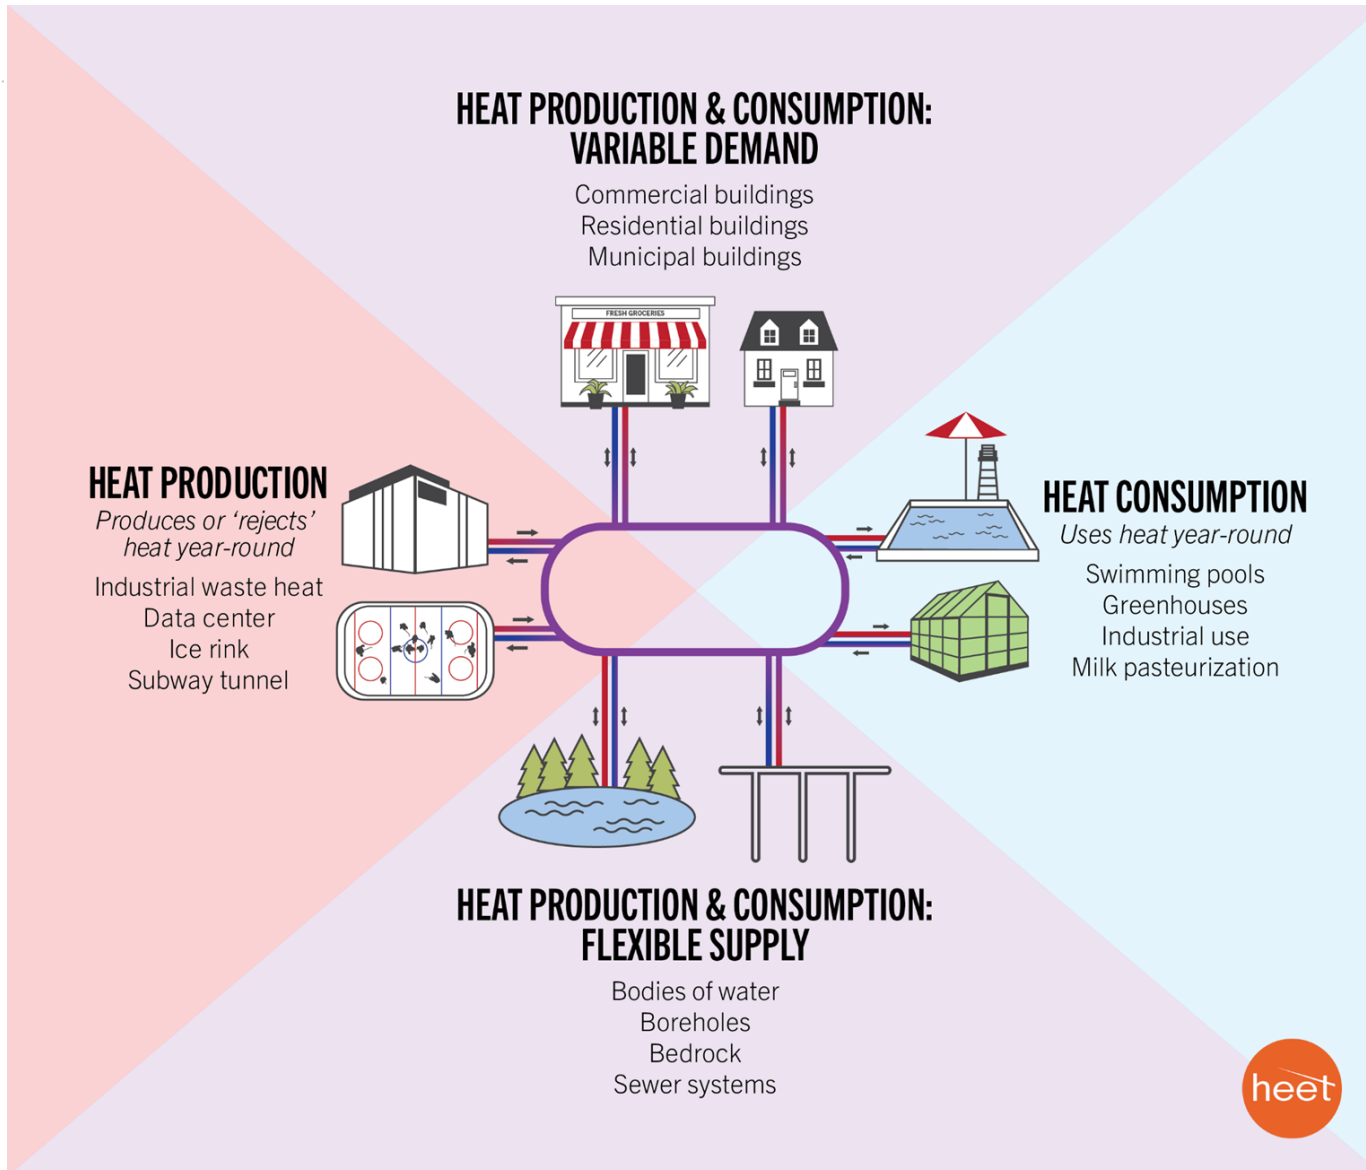 HEAT PRODUCTION & CONSUMPTION:
VARIABLE DEMAND
Commercial buildings
Residential buildings
Municipal buildings
FRESH GROCERIES
HEAT PRODUCTION
Produces or ‘rejects’
heat year-round
Industrial waste heat
Data center
Ice rink
Subway tunnel
HEAT CONSUMPTION
Uses heat year-round
Swimming pools
Greenhouses
Industrial use
Milk pasteurization
HEAT PRODUCTION & CONSUMPTION:
FLEXIBLE SUPPLY
Bodies of water
Boreholes
Bedrock
Sewer systems
heet